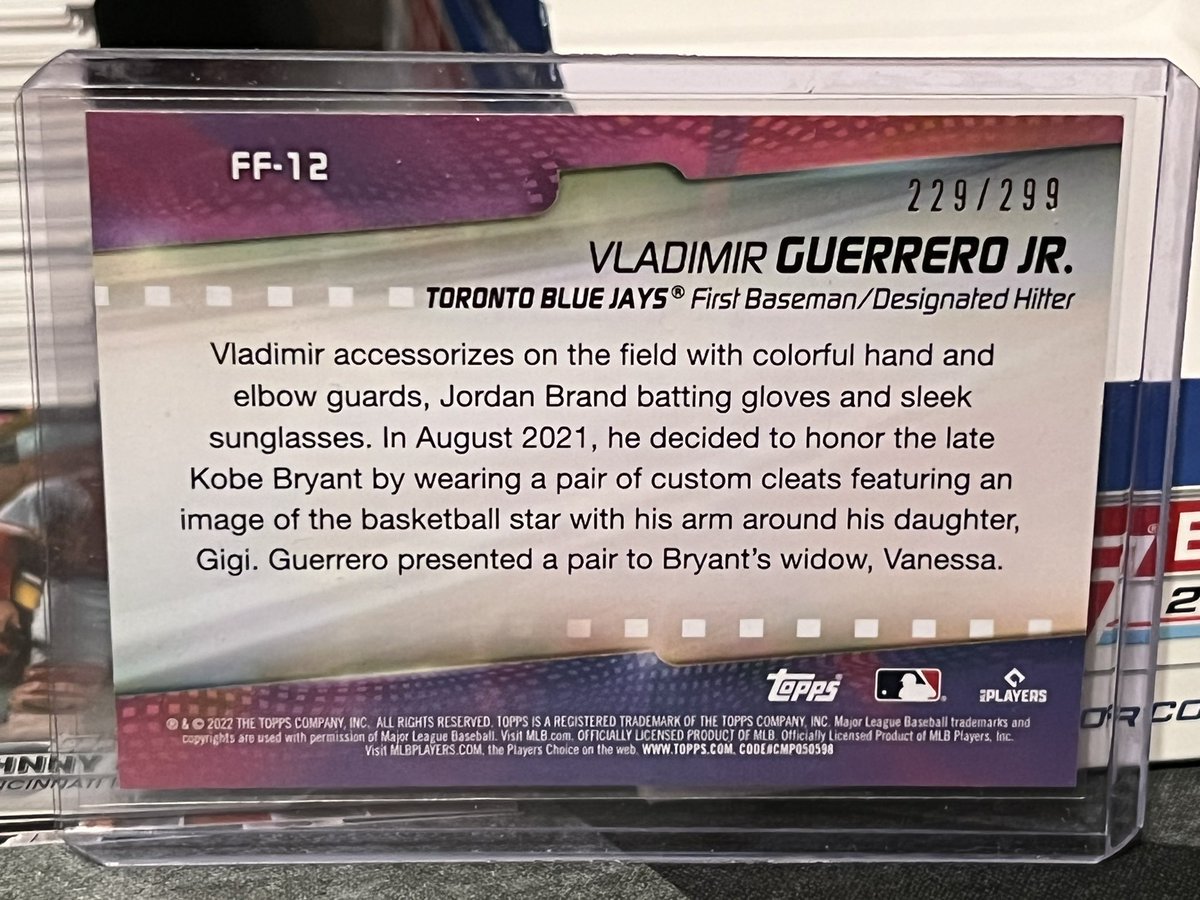 FF-12
229/299
VLADIMIR GUERRERO JR.
TORONTO BLUE JAYS® First Baseman/Designated Hitter
Vladimir accessorizes on the field with colorful hand and
elbow guards, Jordan Brand batting gloves and sleek
sunglasses. In August 2021, he decided to honor the late
Kobe Bryant by wearing a pair of custom cleats featuring an
image of the basketball star with his arm around his daughter,
Gigi. Guerrero presented a pair to Bryant's widow, Vanessa.
Topps
PLAYERS
® & © 2022 THE TOPPS COMPANY, INC. ALL RIGHTS RESERVED. TOPPS IS A REGISTERED TRADEMARK OF THE TOPPS COMPANY, INC. Major League Baseball trademarks and
copyrights are used with permission of Major League Baseball. Visit MLB.com. OFFICIALLY LICENSED PRODUCT OF MLB. Officially Licensed Product of MLB Players, Inc.
Visit MLBPLAYERS.COM, the Players Choice on the web. WWW.TOPPS.COM. CODE#CMP050598